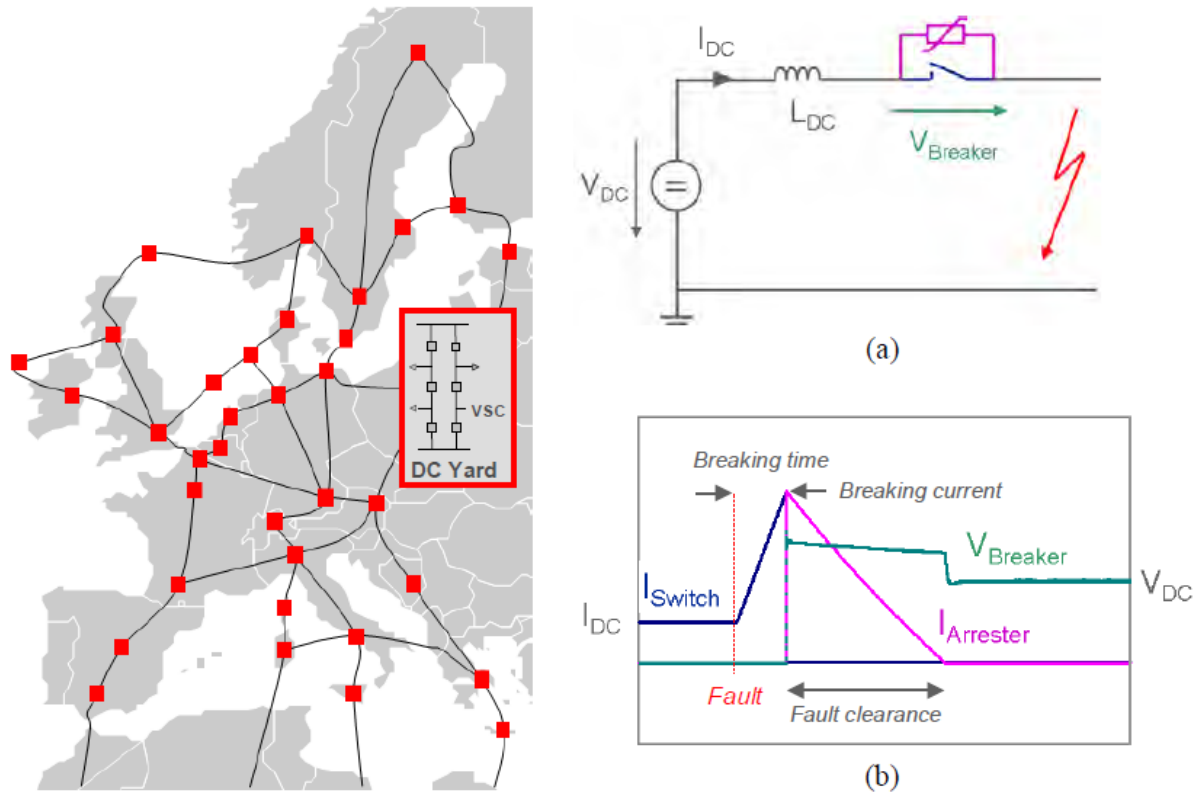 VSC
DC Yard
I_DC
L_DC
V_Breaker
V_DC
=
(a)
Breaking time
Breaking current
V_Breaker
I_Switch
V_DC
I_DC
I_Arrester
Fault
Fault clearance
(b)